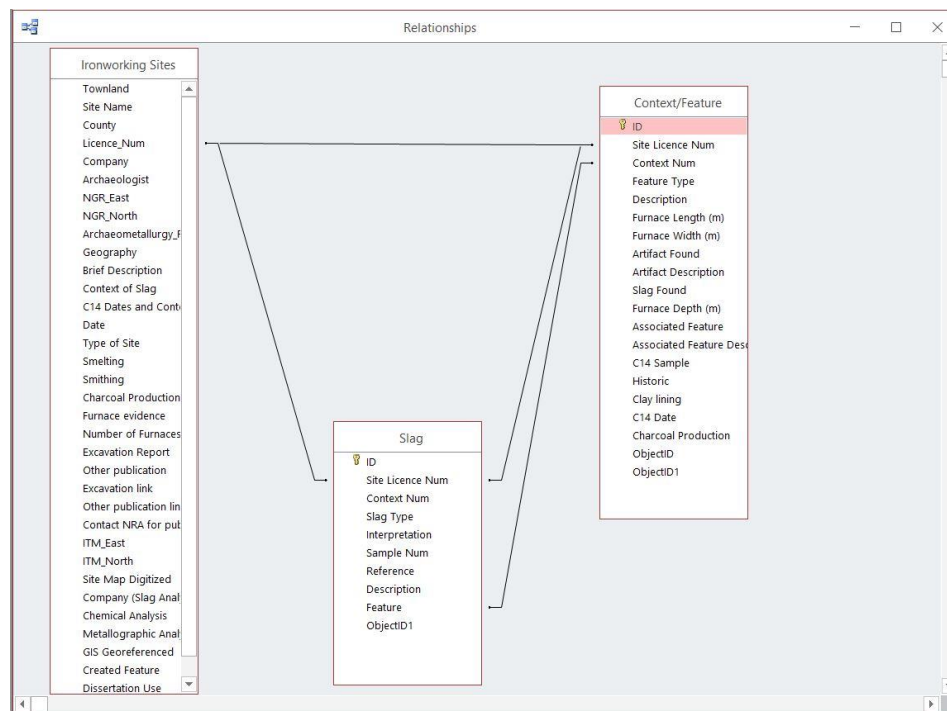 Relationships
Ironworking Sites
Townland
Site Name
County
Licence_Num
Company
Archaeologist
NGR_East
NGR_North
Archaeometallurgy_F
Geography
Brief Description
Context of Slag
C14 Dates and Conte
Date
Type of Site
Smelting
Smithing
Charcoal Production
Furnace evidence
Number of Furnaces
Excavation Report
Other publication
Excavation link
Other publication lin
Contact NRA for pub
ITM_East
ITM_North
Site Map Digitized
Company (Slag Anal
Chemical Analysis
Metallographic Anal
GIS Georeferenced
Created Feature
Dissertation Use
Slag
ID
Site Licence Num
Context Num
Slag Type
Interpretation
Sample Num
Reference
Description
Feature
ObjectID1
Context/Feature
ID
Site Licence Num
Context Num
Feature Type
Description
Furnace Length (m)
Furnace Width (m)
Artifact Found
Artifact Description
Slag Found
Furnace Depth (m)
Associated Feature
Associated Feature Desc
C14 Sample
Historic
Clay lining
C14 Date
Charcoal Production
ObjectID
ObjectID1